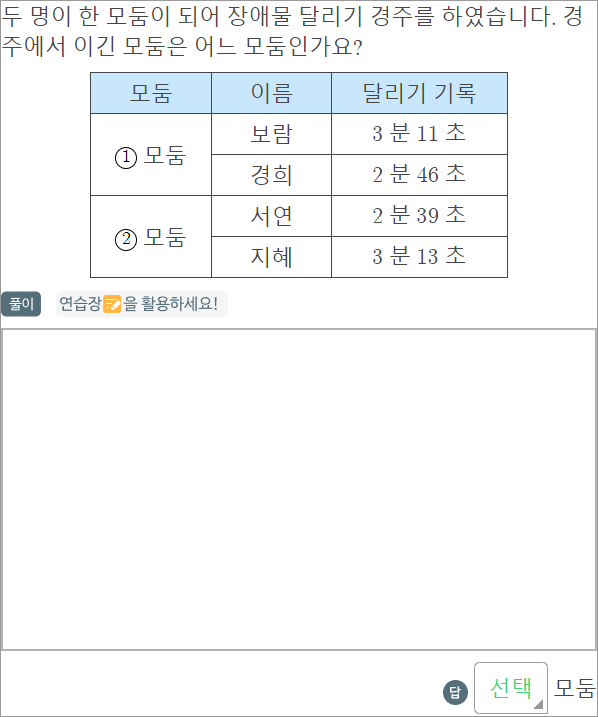 두 명이 한 모둠이 되어 장애물 달리기 경주를 하였습니다. 경
주에서 이긴 모둠은 어느 모둠인가요?
모둠 이름 달리기 기록
① 모둠 보람 3 분 11 초
경희 2 분 46 초
② 모둠 서연 2 분 39 초
지혜 3 분 13 초
풀이 연습장을 활용하세요!
답 선택 모둠